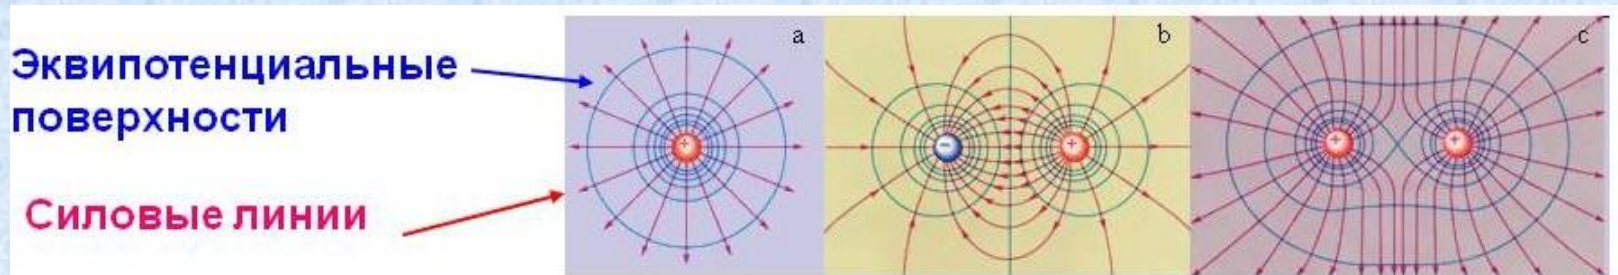 Эквипотенциальные
поверхности
Силовые линии
a
+
b
−
+
c
+
+